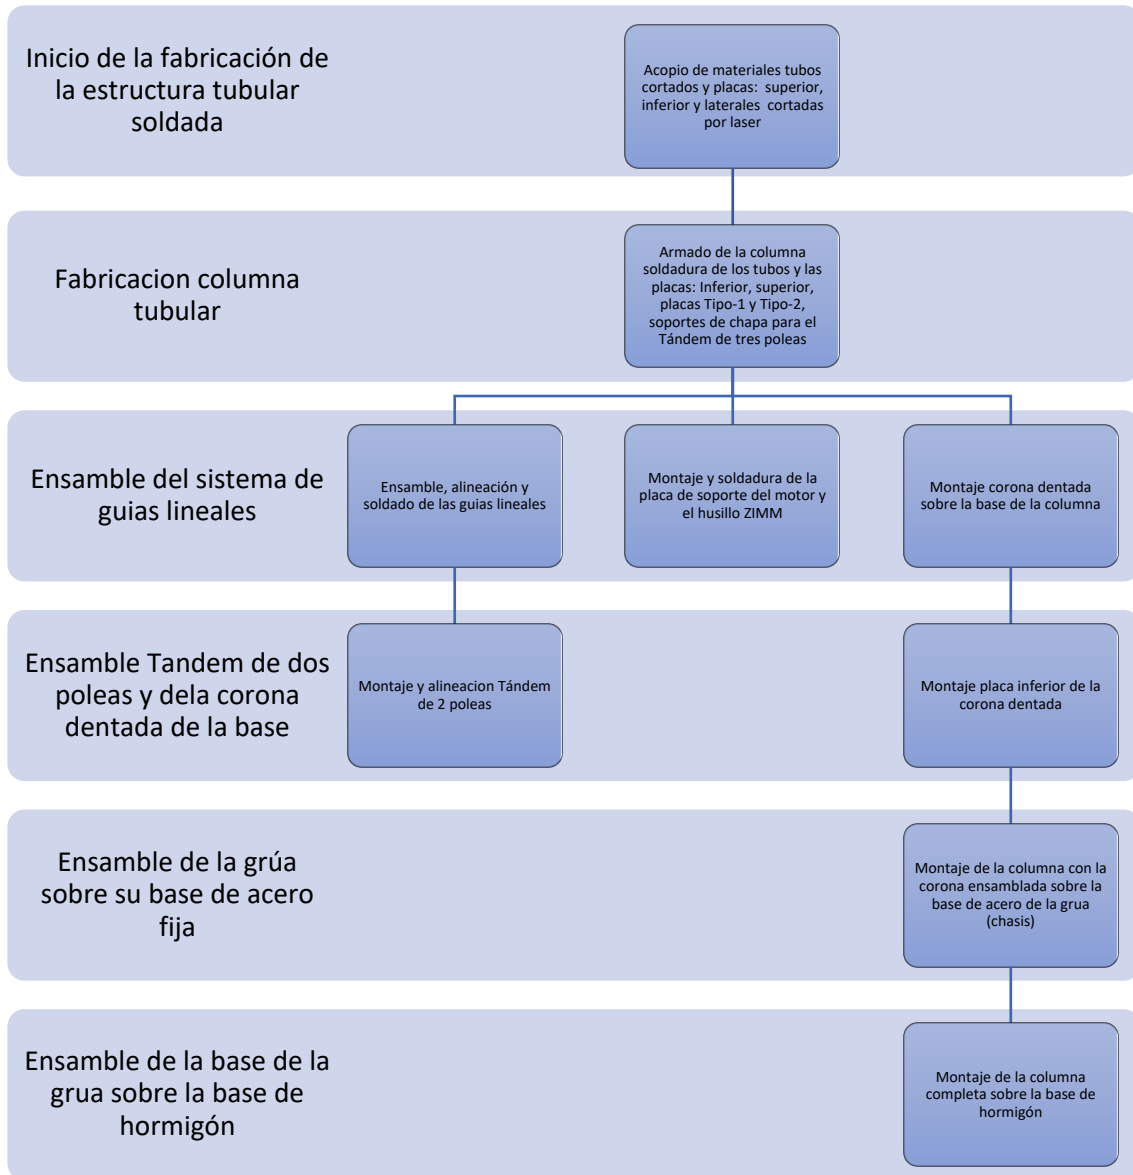 Inicio de la fabricación de
la estructura tubular
soldada
Acopio de materiales tubos
cortados y placas:  superior,
inferior y laterales  cortadas
por laser
Fabricacion columna
tubular
Armado de la columna
soldadura de los tubos y las
placas: Inferior, superior,
placas Tipo-1 y Tipo-2,
soportes de chapa para el
Tándem de tres poleas
Ensamble del sistema de
guias lineales
Ensamble, alineación y
soldado de las guias lineales
Montaje y soldadura de la
placa de soporte del motor y
el husillo ZIMM
Montaje corona dentada
sobre la base de la columna
Ensamble Tandem de dos
poleas y dela corona
dentada de la base
Montaje y alineacion Tándem
de 2 poleas
Montaje placa inferior de la
corona dentada
Ensamble de la grúa
sobre su base de acero
fija
Montaje de la columna con la
corona ensamblada sobre la
base de acero de la grua
(chasis)
Ensamble de la base de la
grua sobre la base de
hormigón
Montaje de la columna
completa sobre la base de
hormigón